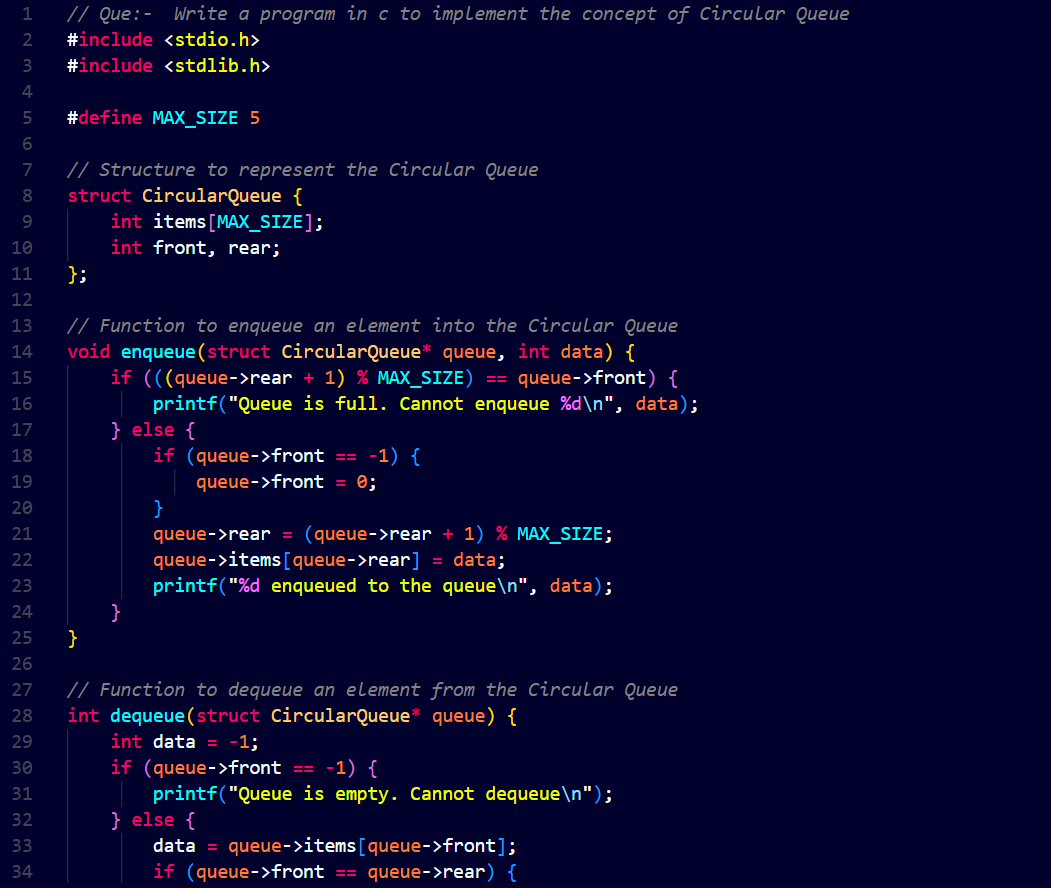 1 // Que:-  Write a program in c to implement the concept of Circular Queue
2 #include <stdio.h>
3 #include <stdlib.h>
4
5 #define MAX_SIZE 5
6
7 // Structure to represent the Circular Queue
8 struct CircularQueue {
9     int items[MAX_SIZE];
10     int front, rear;
11 };
12
13 // Function to enqueue an element into the Circular Queue
14 void enqueue(struct CircularQueue* queue, int data) {
15     if (((queue->rear + 1) % MAX_SIZE) == queue->front) {
16         printf("Queue is full. Cannot enqueue %d\n", data);
17     } else {
18         if (queue->front == -1) {
19             queue->front = 0;
20         }
21         queue->rear = (queue->rear + 1) % MAX_SIZE;
22         queue->items[queue->rear] = data;
23         printf("%d enqueued to the queue\n", data);
24     }
25 }
26
27 // Function to dequeue an element from the Circular Queue
28 int dequeue(struct CircularQueue* queue) {
29     int data = -1;
30     if (queue->front == -1) {
31         printf("Queue is empty. Cannot dequeue\n");
32     } else {
33         data = queue->items[queue->front];
34         if (queue->front == queue->rear) {